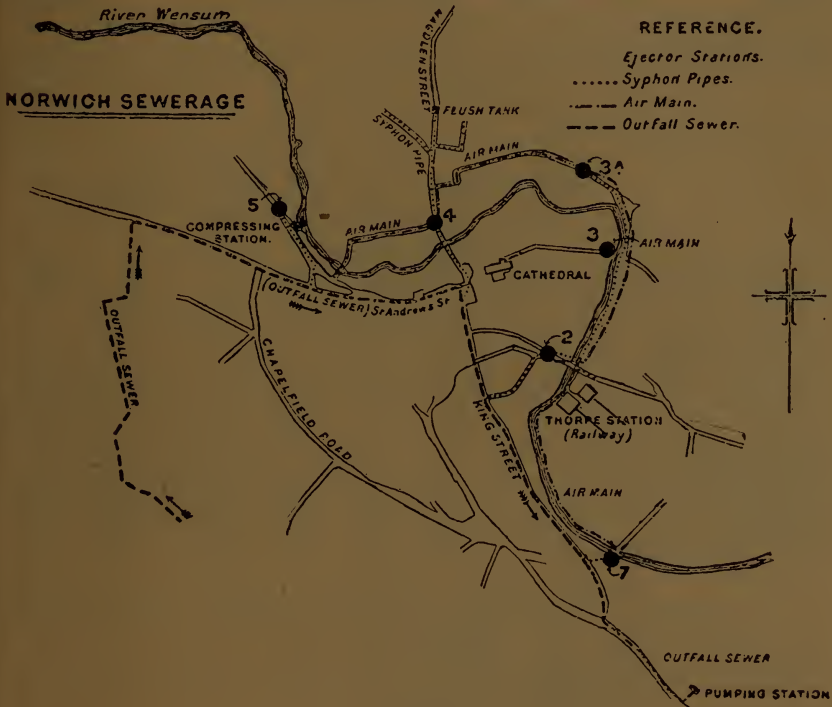 River Wensum
NORWICH SEWERAGE
REFERENCE.
Ejector Stations.
Syphon Pipes.
Air Main.
Outfall Sewer.
MAGDLEN STREET
FLUSH TANK
SYPHON PIPE
AIR MAIN
3A
5
COMPRESSING
STATION.
AIR MAIN
4
3
AIR MAIN
CATHEDRAL
(OUTFALL SEWER) St Andrews St
OUTFALL SEWER
CHAPELFIELD ROAD
2
KING STREET
THORPE STATION
(Railway)
AIR MAIN
7
OUTFALL SEWER
PUMPING STATION